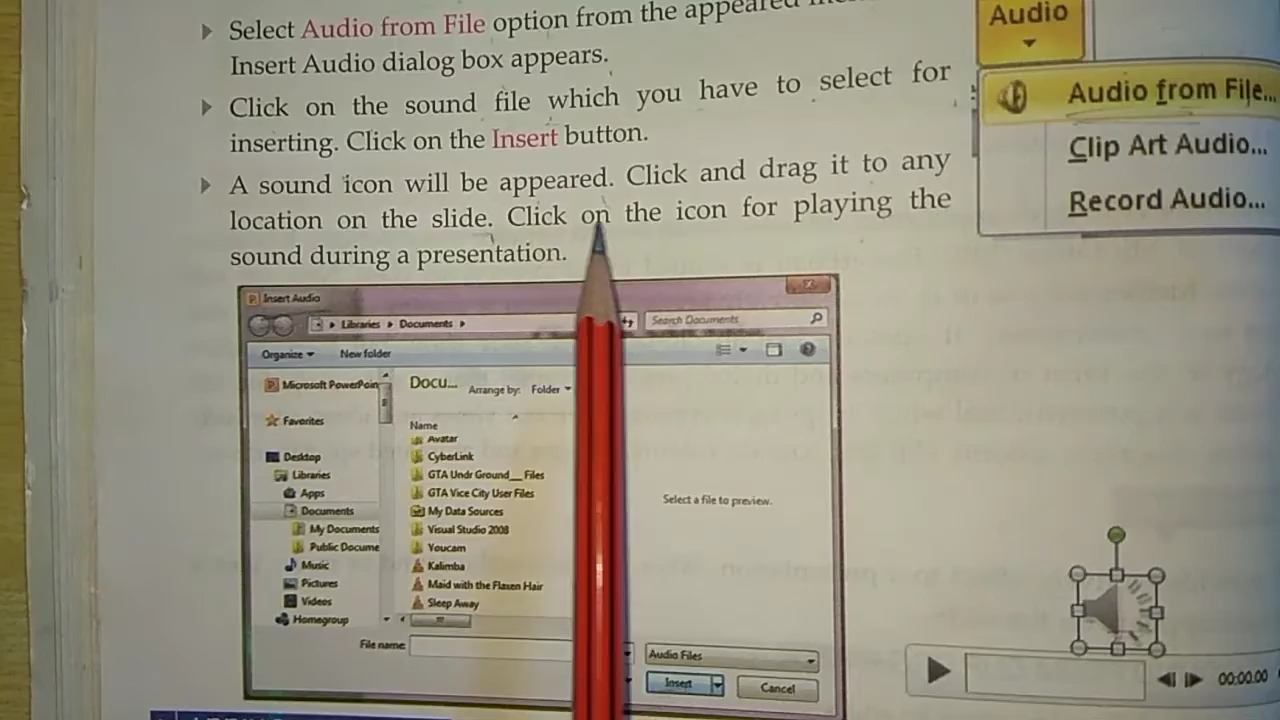 Select Audio from File option from the appeared
Insert Audio dialog box appears.
Click on the sound file which you have to select for
inserting. Click on the Insert button.
A sound icon will be appeared. Click and drag it to any
location on the slide. Click on the icon for playing the
sound during a presentation.
Audio
Audio from File...
Clip Art Audio...
Record Audio...
Insert Audio
Libraries Documents
Search Documents
Organize New folder
Microsoft PowerPoin
Favorites
Desktop
Libraries
Apps
Documents
My Documents
Public Docume
Music
Pictures
Videos
Homegroup
Docu... Arrange by: Folder
Name
Avatar
CyberLink
GTA Undr Ground__Files
GTA Vice City User Files
My Data Sources
Visual Studio 2008
Youcam
Kalimba
Maid with the Flaxen Hair
Sleep Away
Select a file to preview.
File name
Audio Files
Insert Cancel
00:00.00